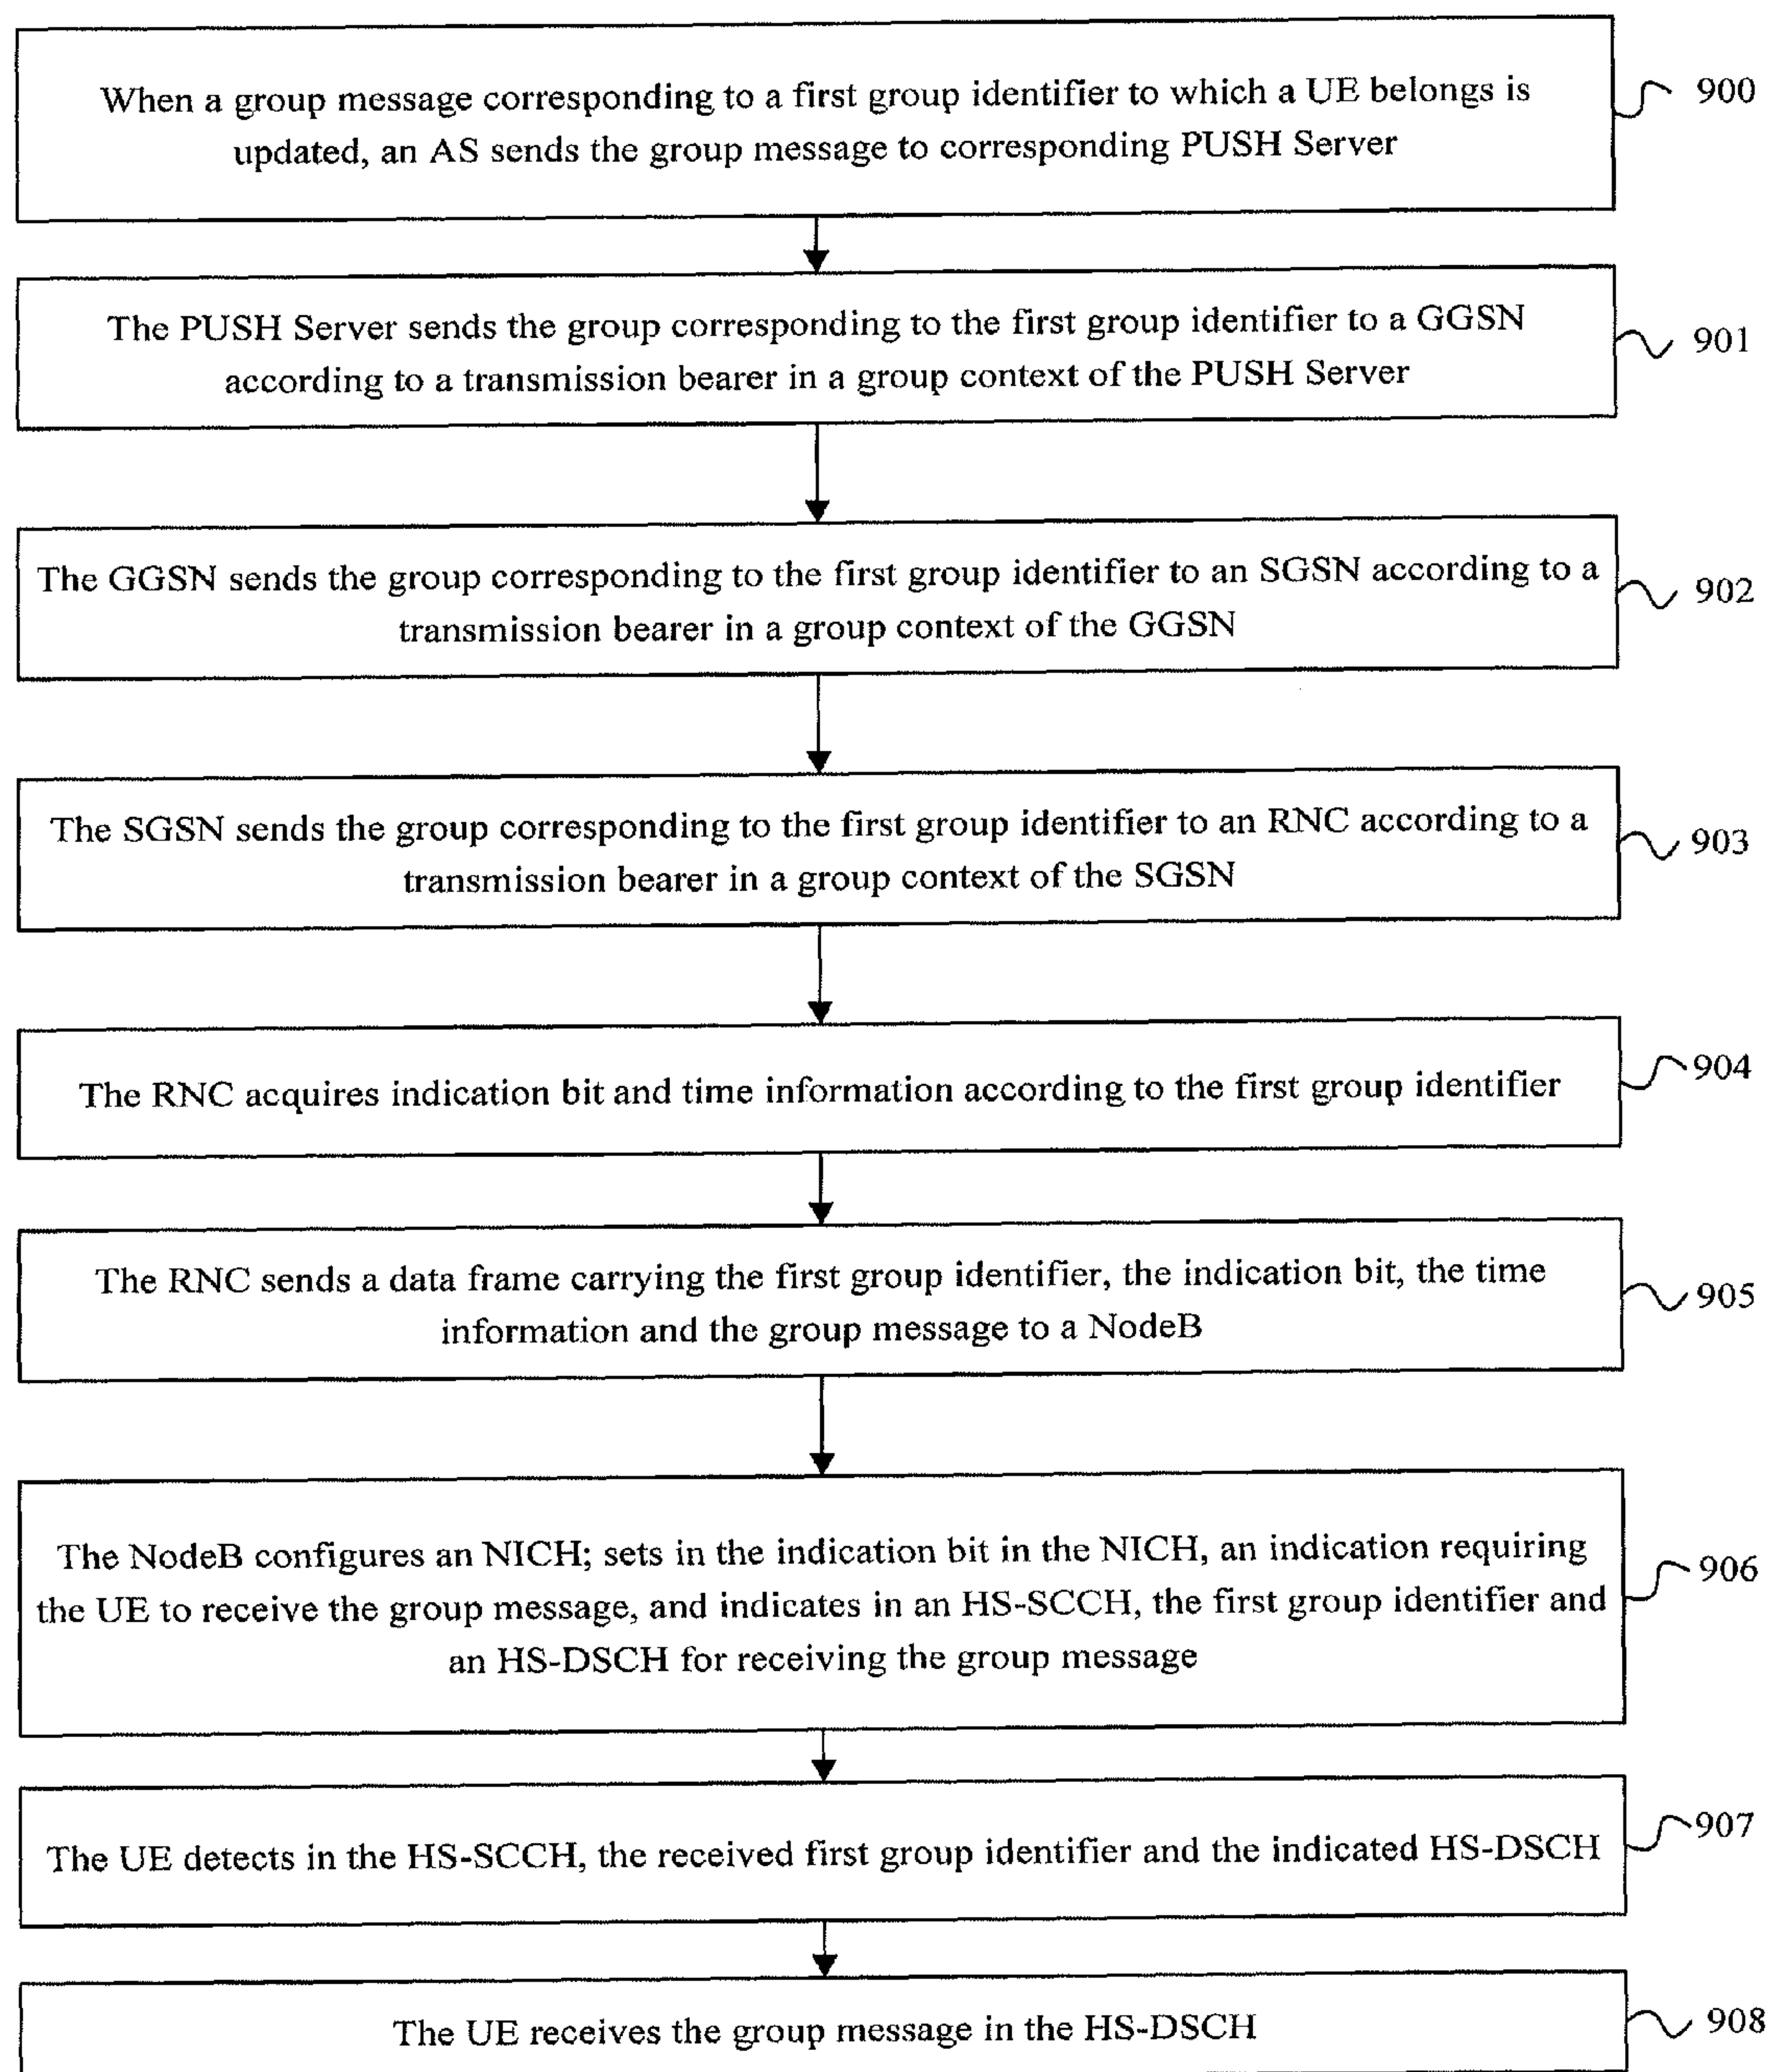 When a group message corresponding to a first group identifier to which a UE belongs is
updated, an AS sends the group message to corresponding PUSH Server
900
The PUSH Server sends the group corresponding to the first group identifier to a GGSN
according to a transmission bearer in a group context of the PUSH Server
901
The GGSN sends the group corresponding to the first group identifier to an SGSN according to a
transmission bearer in a group context of the GGSN
902
The SGSN sends the group corresponding to the first group identifier to an RNC according to a
transmission bearer in a group context of the SGSN
903
The RNC acquires indication bit and time information according to the first group identifier
904
The RNC sends a data frame carrying the first group identifier, the indication bit, the time
information and the group message to a NodeB
905
The NodeB configures an NICH; sets in the indication bit in the NICH, an indication requiring
the UE to receive the group message, and indicates in an HS-SCCH, the first group identifier and
an HS-DSCH for receiving the group message
906
The UE detects in the HS-SCCH, the received first group identifier and the indicated HS-DSCH
907
The UE receives the group message in the HS-DSCH
908